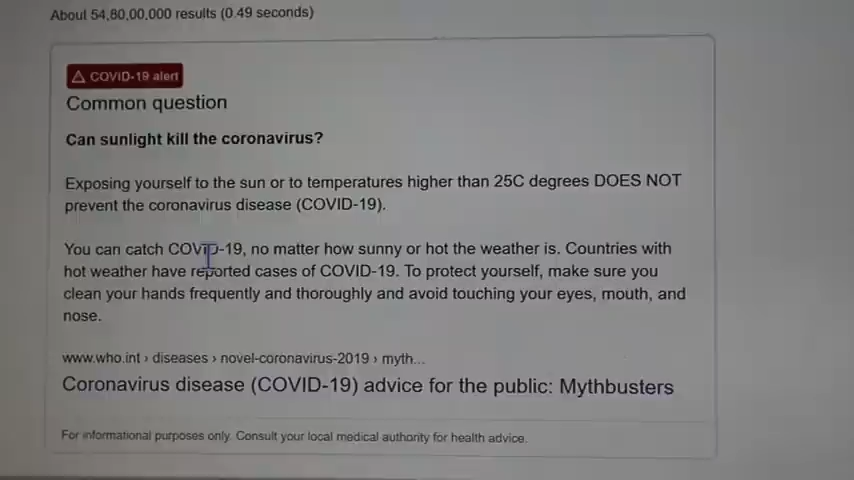 About 54,80,00,000 results (0.49 seconds)
COVID-19 alert
Common question
Can sunlight kill the coronavirus?
Exposing yourself to the sun or to temperatures higher than 25C degrees DOES NOT
prevent the coronavirus disease (COVID-19).
You can catch COVID-19, no matter how sunny or hot the weather is. Countries with
hot weather have reported cases of COVID-19. To protect yourself, make sure you
clean your hands frequently and thoroughly and avoid touching your eyes, mouth, and
nose.
www.who.int › diseases › novel-coronavirus-2019 › myth...
Coronavirus disease (COVID-19) advice for the public: Mythbusters
For informational purposes only. Consult your local medical authority for health advice.